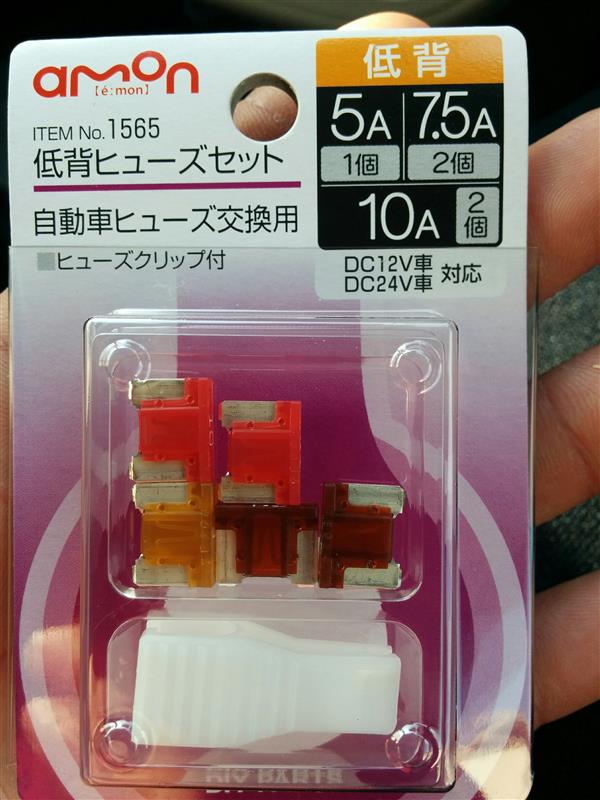 amon
[é:mon]
ITEM No.1565
低背ヒューズセット
自動車ヒューズ交換用
■ヒューズクリップ付
低背
5A 1個
7.5A 2個
10A 2個
DC12V車
DC24V車 対応